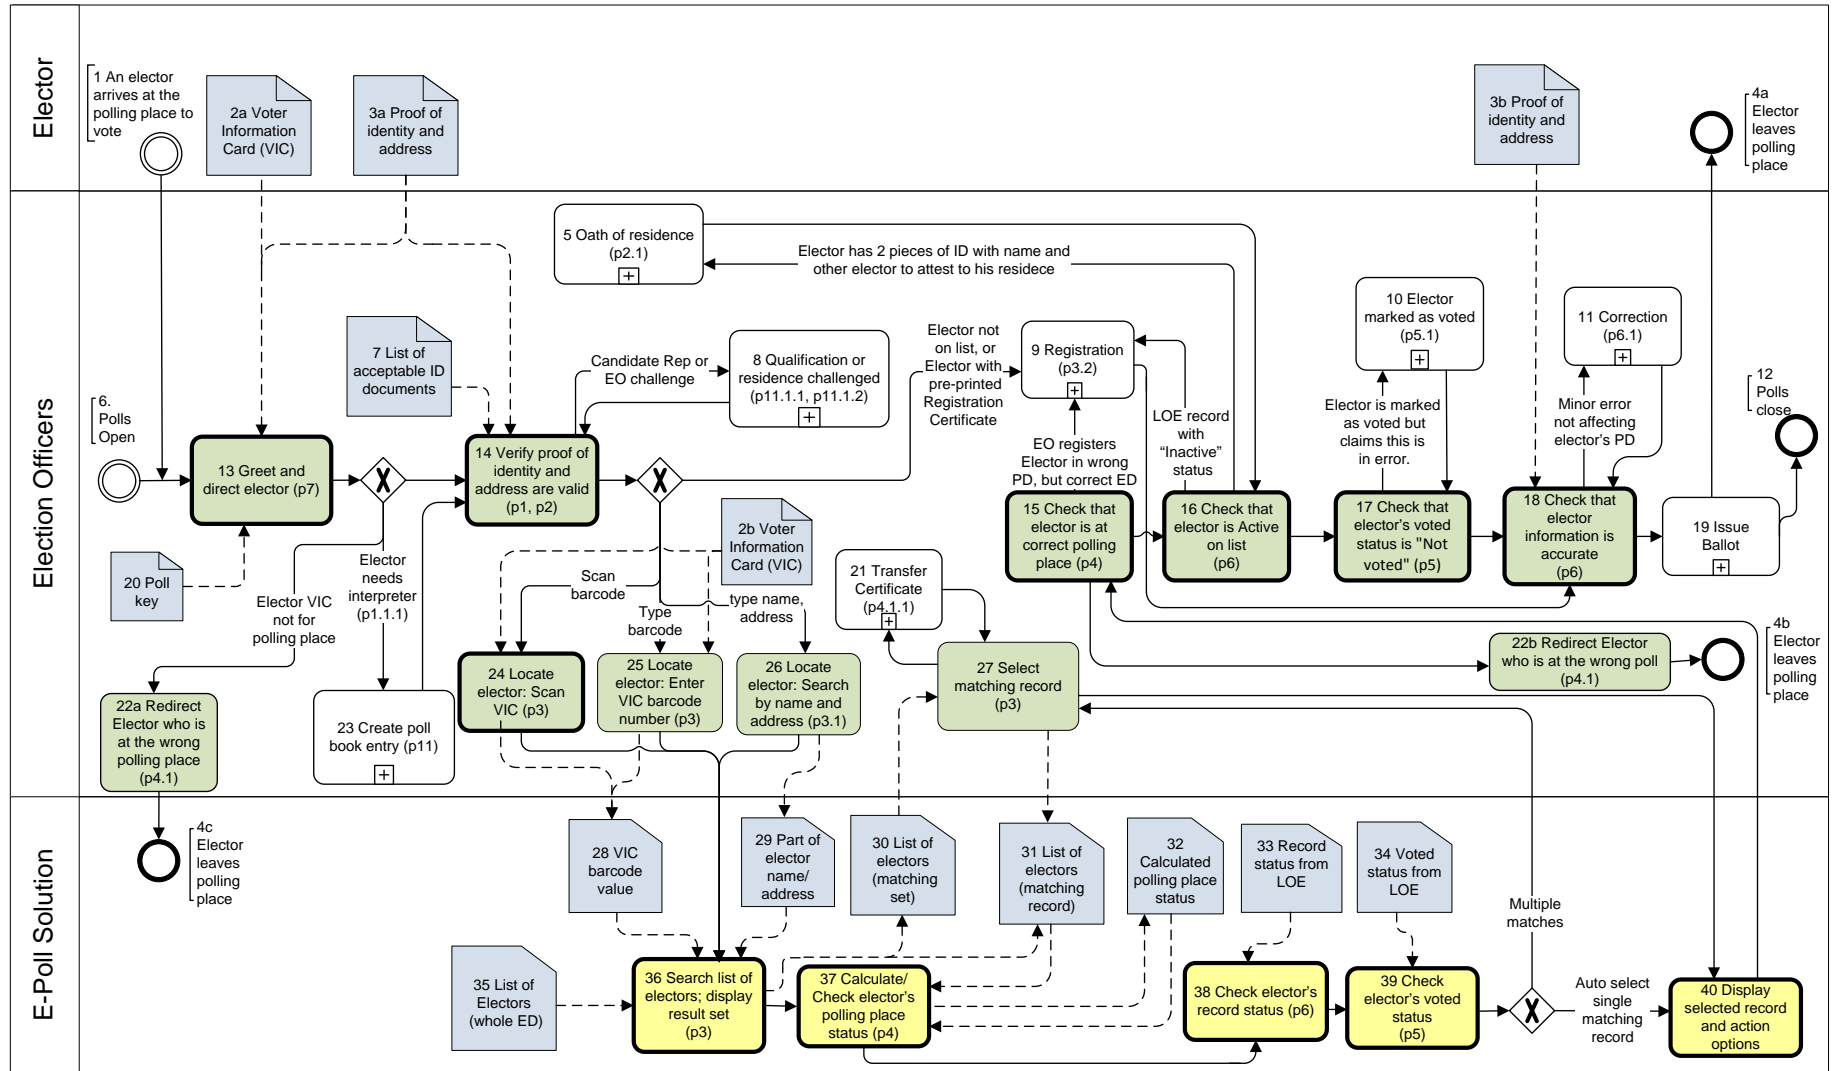 Elector
1 An elector
arrives at the
polling place to
vote
2a Voter
Information
Card (VIC)
3a Proof of
identity and
address
3b Proof of
identity and
address
4a
Elector
leaves
polling
place
Election Officers
5 Oath of residence
(p2.1)
Elector has 2 pieces of ID with name and
other elector to attest to his residece
6.
Polls
Open
7 List of
acceptable ID
documents
Candidate Rep or
EO challenge
8 Qualification or
residence challenged
(p11.1.1, p11.1.2)
Elector not
on list, or
Elector with
pre-printed
Registration
Certificate
9 Registration
(p3.2)
10 Elector
marked as voted
(p5.1)
11 Correction
(p6.1)
12
Polls
close
13 Greet and
direct elector (p7)
14 Verify proof of
identity and
address are valid
(p1, p2)
EO registers
Elector in wrong
PD, but correct ED
LOE record
with
“Inactive”
status
Elector is marked
as voted but
claims this is
in error.
Minor error
not affecting
elector’s PD
15 Check that
elector is at
correct polling
place (p4)
16 Check that
elector is Active
on list
(p6)
17 Check that
elector’s voted
status is "Not
voted" (p5)
18 Check that
elector
information is
accurate
(p6)
19 Issue
Ballot
20 Poll
key
Elector VIC
not for
polling place
Elector
needs
interpreter
(p1.1.1)
2b Voter
Information
Card (VIC)
Scan
barcode
Type
barcode
type name,
address
21 Transfer
Certificate
(p4.1.1)
22a Redirect
Elector who is
at the wrong
polling place
(p4.1)
22b Redirect Elector
who is at the wrong poll
(p4.1)
4b
Elector
leaves
polling
place
23 Create poll
book entry (p11)
24 Locate
elector: Scan
VIC (p3)
25 Locate
elector: Enter
VIC barcode
number (p3)
26 Locate
elector: Search
by name and
address (p3.1)
27 Select
matching record
(p3)
E-Poll Solution
4c
Elector
leaves
polling
place
28 VIC
barcode
value
29 Part of
elector
name/
address
30 List of
electors
(matching
set)
31 List of
electors
(matching
record)
32
Calculated
polling place
status
33 Record
status from
LOE
34 Voted
status from
LOE
35 List of
Electors
(whole ED)
36 Search list of
electors; display
result set
(p3)
37 Calculate/
Check elector’s
polling place
status (p4)
38 Check elector’s
record status (p6)
39 Check
elector’s voted
status
(p5)
Multiple
matches
Auto select
single
matching
record
40 Display
selected record
and action
options